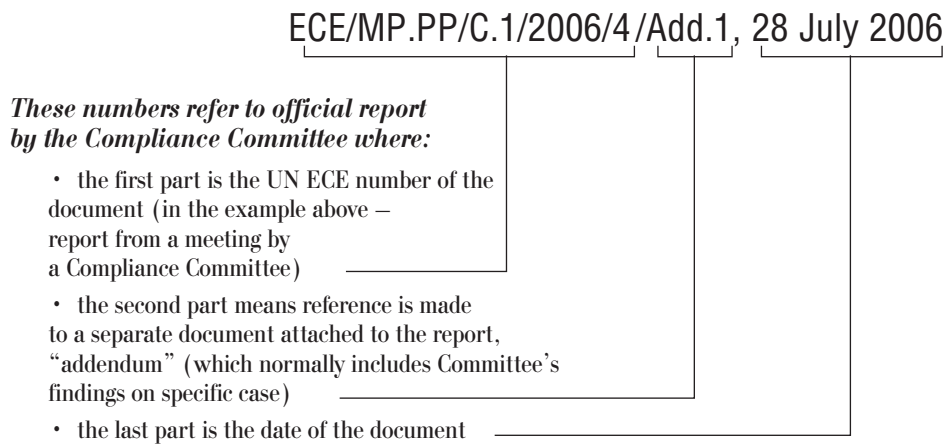 ECE/MP.PP/C.1/2006/4/Add.1, 28 July 2006
These numbers refer to official report
by the Compliance Committee where:
• the first part is the UN ECE number of the
document (in the example above –
report from a meeting by
a Compliance Committee)
• the second part means reference is made
to a separate document attached to the report,
“addendum” (which normally includes Committee’s
findings on specific case)
• the last part is the date of the document